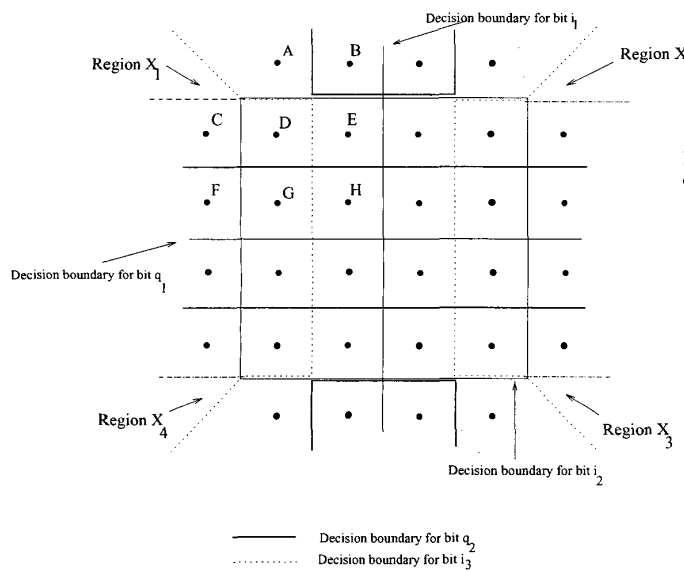 Decision boundary for bit i1
A
B
Region X1
Region X
C
D
E
F
G
H
Decision boundary for bit q1
Region X4
Region X3
Decision boundary for bit i2
Decision boundary for bit q2
Decision boundary for bit i3